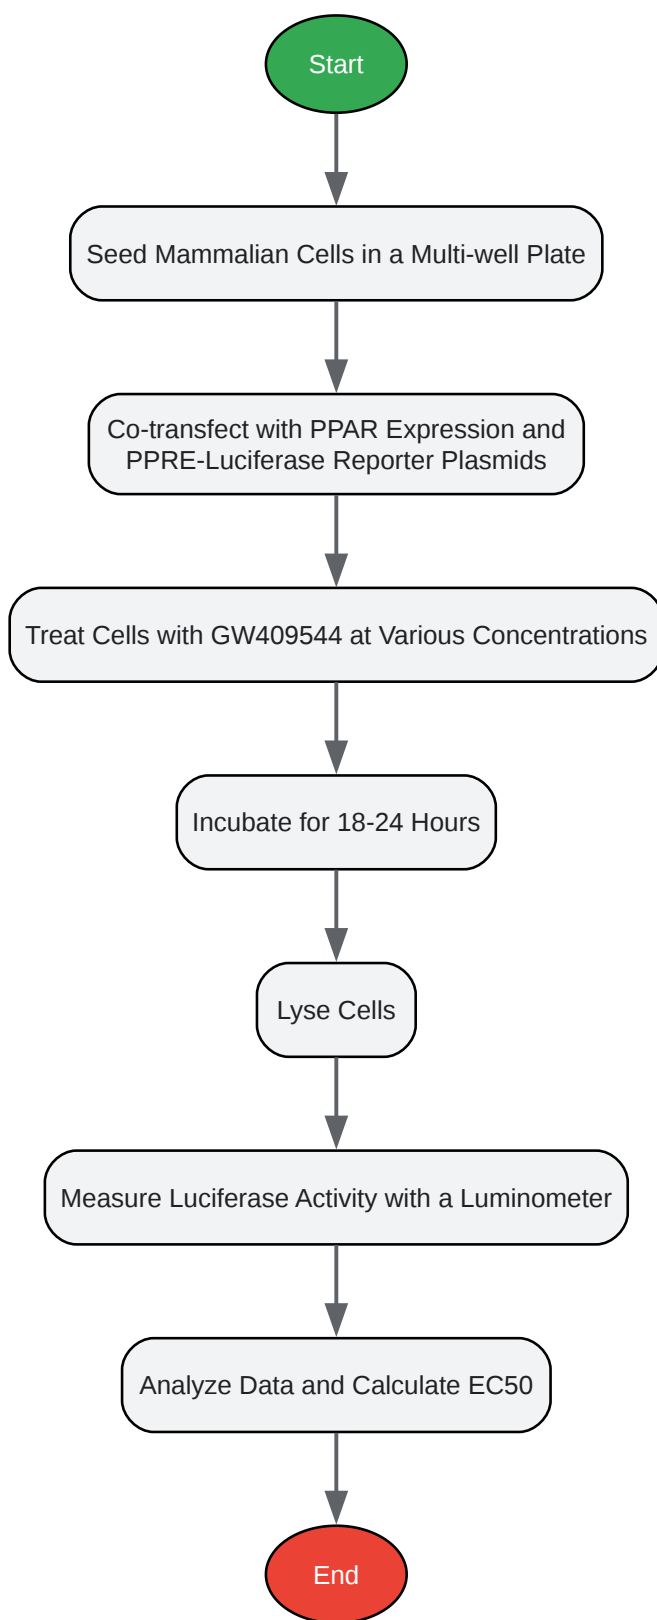 Start
Seed Mammalian Cells in a Multi-well Plate
Co-transfect with PPAR Expression and
PPRE-Luciferase Reporter Plasmids
Treat Cells with GW409544 at Various Concentrations
Incubate for 18-24 Hours
Lyse Cells
Measure Luciferase Activity with a Luminometer
Analyze Data and Calculate EC50
End